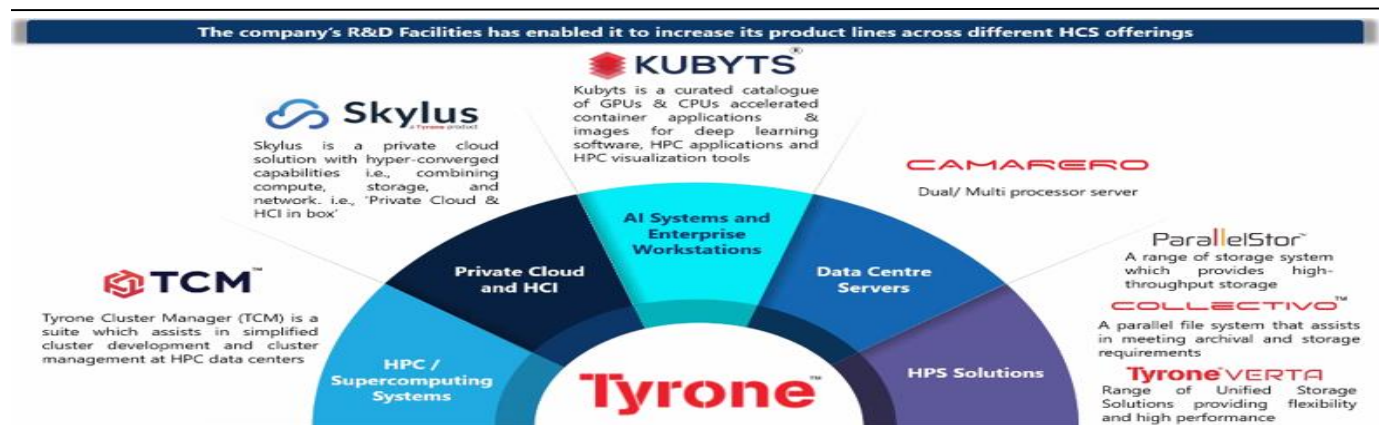 The company's R&D Facilities has enabled it to increase its product lines across different HCS offerings
KUBYTS®
Kubyts is a curated catalogue
of GPUs & CPUs accelerated
container applications &
images for deep learning
software, HPC applications and
HPC visualization tools
Skylus
a Tyrone product
Skylus is a private cloud
solution with hyper-converged
capabilities i.e., combining
compute, storage, and
network. i.e., 'Private Cloud &
HCI in box'
CAMARERO
Dual/ Multi processor server
TCM™
Tyrone Cluster Manager (TCM) is a
suite which assists in simplified
cluster development and cluster
management at HPC data centers
ParallelStor™
A range of storage system
which provides high-
throughput storage
COLLECTIVO™
A parallel file system that assists
in meeting archival and storage
requirements
Tyrone VERTA
Range of Unified Storage
Solutions providing flexibility
and high performance
HPC /
Supercomputing
Systems
Private Cloud
and HCI
AI Systems and
Enterprise
Workstations
Data Centre
Servers
HPS Solutions
Tyrone™